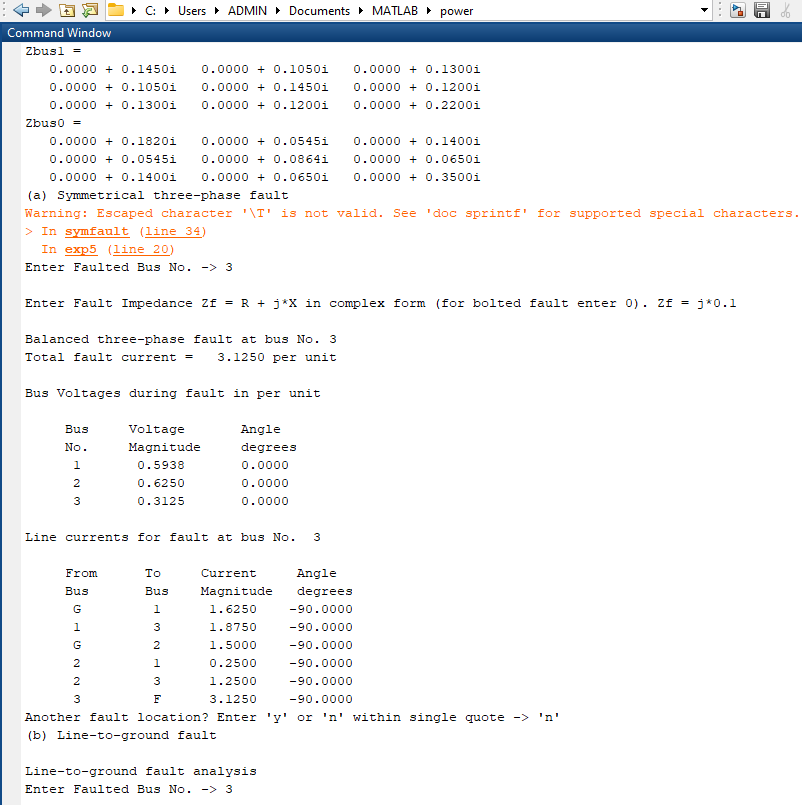 C: Users ADMIN Documents MATLAB power
Command Window
Zbus1 =
0.0000 + 0.1450i 0.0000 + 0.1050i 0.0000 + 0.1300i
0.0000 + 0.1050i 0.0000 + 0.1450i 0.0000 + 0.1200i
0.0000 + 0.1300i 0.0000 + 0.1200i 0.0000 + 0.2200i
Zbus0 =
0.0000 + 0.1820i 0.0000 + 0.0545i 0.0000 + 0.1400i
0.0000 + 0.0545i 0.0000 + 0.0864i 0.0000 + 0.0650i
0.0000 + 0.1400i 0.0000 + 0.0650i 0.0000 + 0.3500i
(a) Symmetrical three-phase fault
Warning: Escaped character '\T' is not valid. See 'doc sprintf' for supported special characters.
> In symfault (line 34)
In exp5 (line 20)
Enter Faulted Bus No. -> 3
Enter Fault Impedance Zf = R + j*X in complex form (for bolted fault enter 0). Zf = j*0.1
Balanced three-phase fault at bus No. 3
Total fault current = 3.1250 per unit
Bus Voltages during fault in per unit
Bus Voltage Angle
No. Magnitude degrees
1 0.5938 0.0000
2 0.6250 0.0000
3 0.3125 0.0000
Line currents for fault at bus No. 3
From To Current Angle
Bus Bus Magnitude degrees
G 1 1.6250 -90.0000
1 3 1.8750 -90.0000
G 2 1.5000 -90.0000
2 1 0.2500 -90.0000
2 3 1.2500 -90.0000
3 F 3.1250 -90.0000
Another fault location? Enter 'y' or 'n' within single quote -> 'n'
(b) Line-to-ground fault
Line-to-ground fault analysis
Enter Faulted Bus No. -> 3